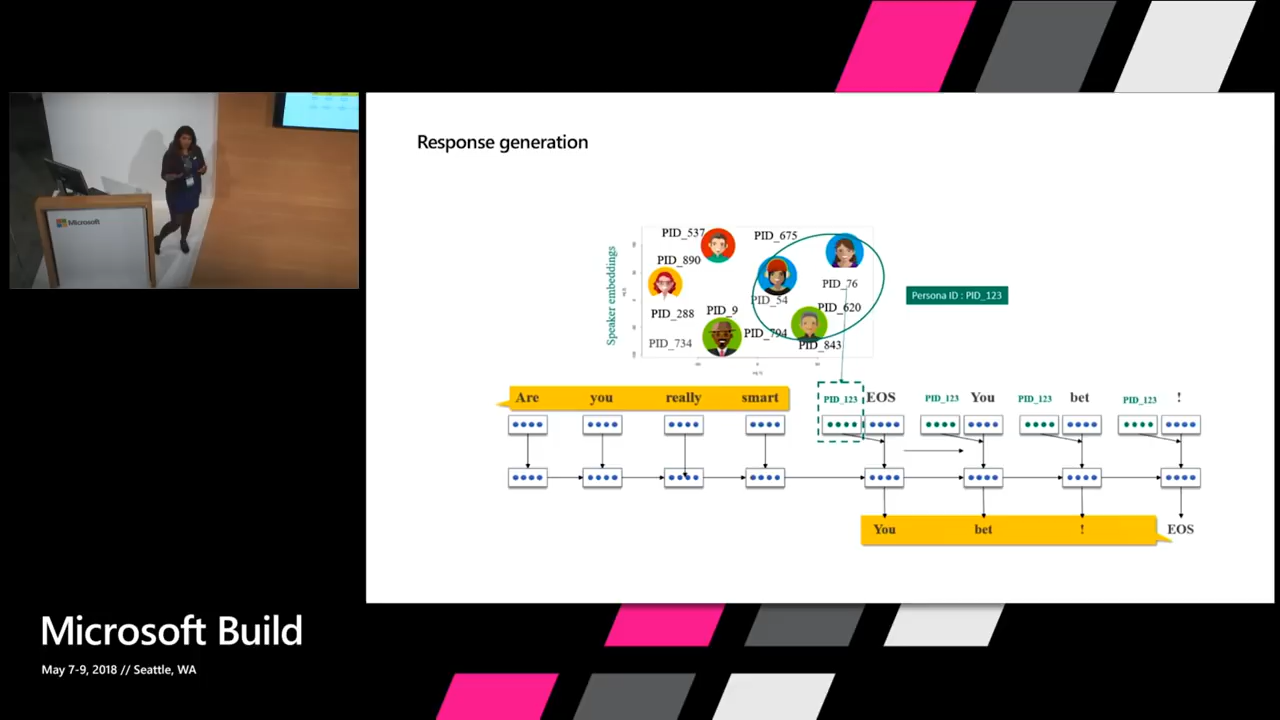 Microsoft
Response generation
Speaker embeddings
PID_537
PID_675
PID_890
PID_76
PID_54
PID_288
PID_9
PID_620
PID_734
PID_794
PID_843
Persona ID : PID_123
Are you really smart
PID_123 EOS PID_123 You PID_123 bet PID_123 !
You bet ! EOS
Microsoft Build
May 7-9, 2018 // Seattle, WA